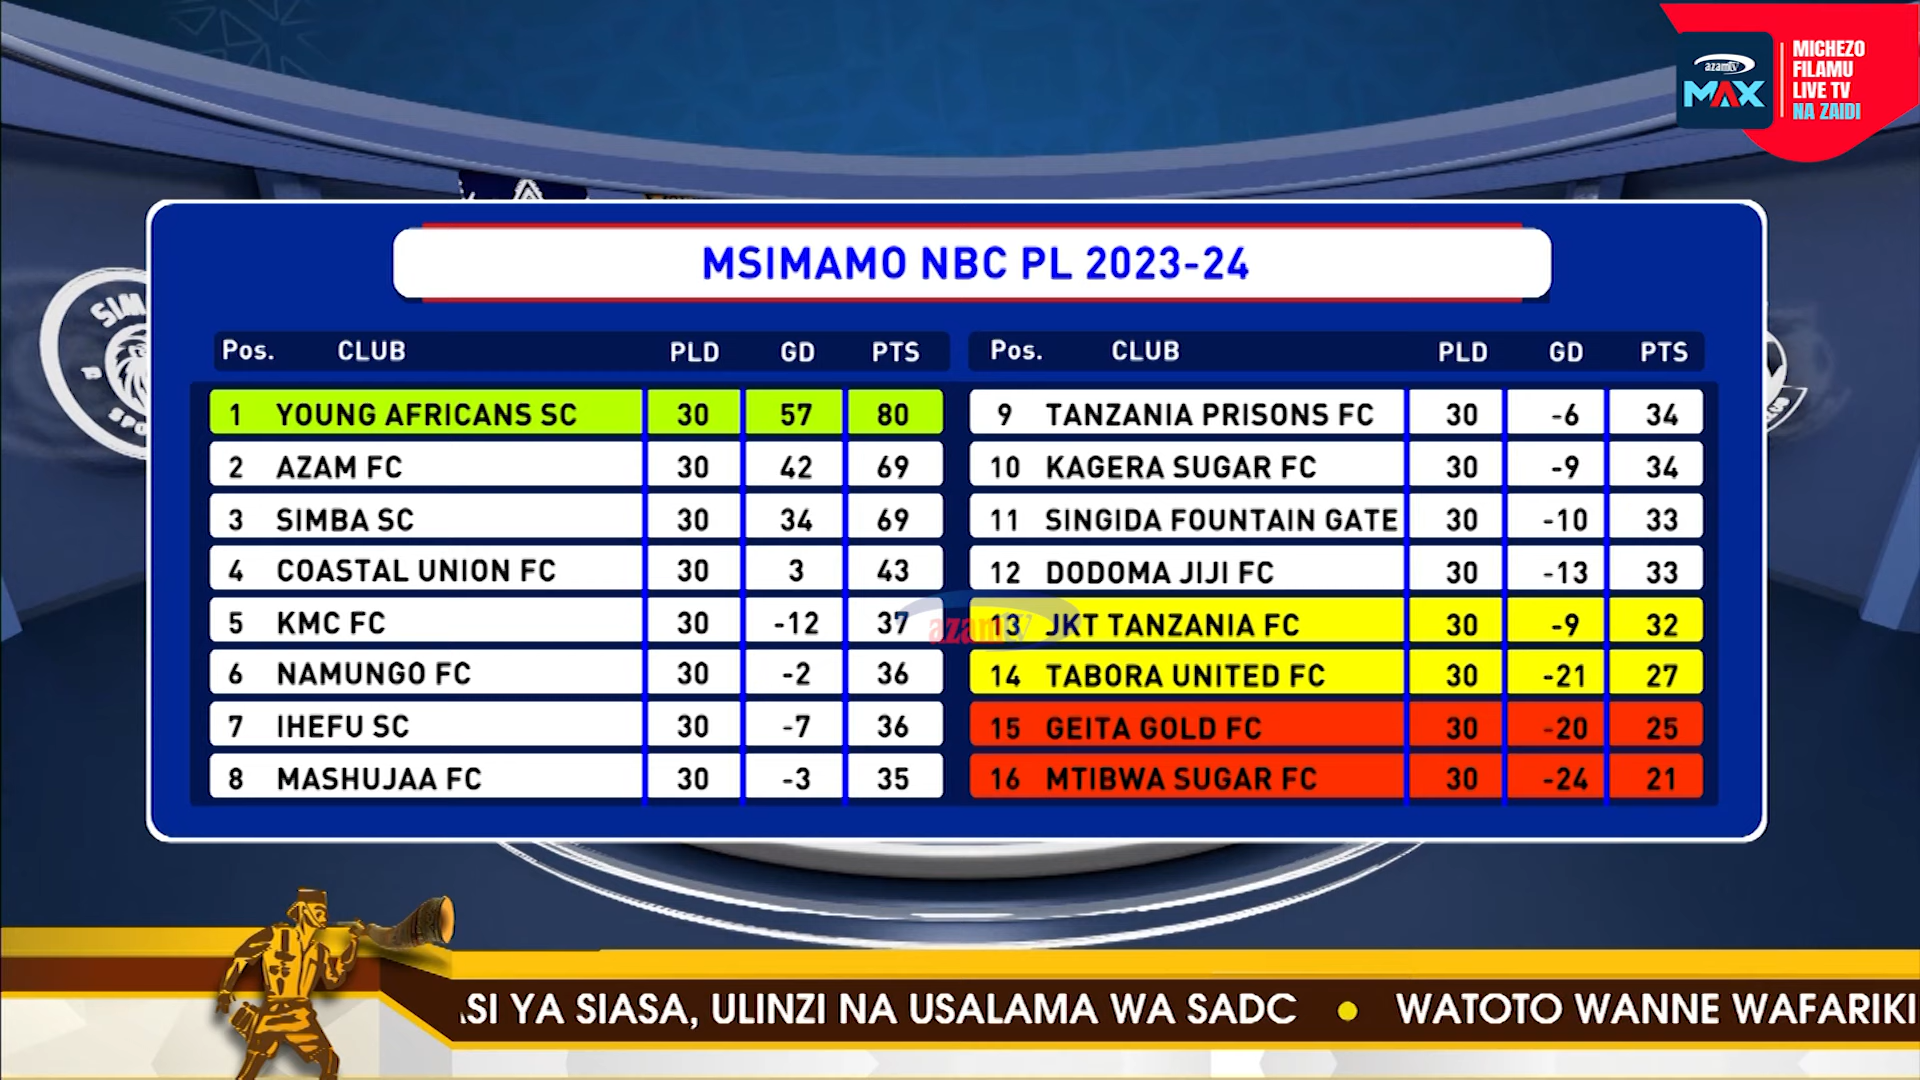 azamtv
MAX
MICHEZO
FILAMU
LIVE TV
NA ZAIDI
MSIMAMO NBC PL 2023-24
Pos. CLUB PLD GD PTS
1 YOUNG AFRICANS SC 30 57 80
2 AZAM FC 30 42 69
3 SIMBA SC 30 34 69
4 COASTAL UNION FC 30 3 43
5 KMC FC 30 -12 37
6 NAMUNGO FC 30 -2 36
7 IHEFU SC 30 -7 36
8 MASHUJAA FC 30 -3 35
Pos. CLUB PLD GD PTS
9 TANZANIA PRISONS FC 30 -6 34
10 KAGERA SUGAR FC 30 -9 34
11 SINGIDA FOUNTAIN GATE 30 -10 33
12 DODOMA JIJI FC 30 -13 33
13 JKT TANZANIA FC 30 -9 32
14 TABORA UNITED FC 30 -21 27
15 GEITA GOLD FC 30 -20 25
16 MTIBWA SUGAR FC 30 -24 21
azamtv
SI YA SIASA, ULINZI NA USALAMA WA SADC • WATOTO WANNE WAFARIKI